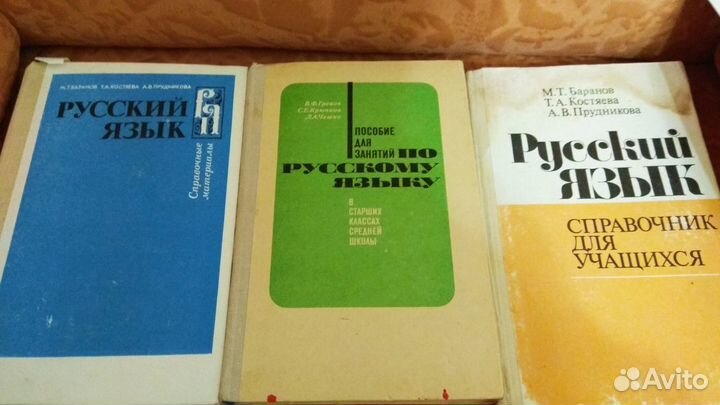 М.Т. БАРАНОВ Т.А. КОСТЯЕВА А.В. ПРУДНИКОВА
РУССКИЙ
ЯЗЫК
Справочные
материалы
В.Ф. Греков
С.Е. Крючков
Л.А. Чешко
ПОСОБИЕ
ДЛЯ
ЗАНЯТИЙ ПО
РУССКОМУ
ЯЗЫКУ
В
СТАРШИХ
КЛАССАХ
СРЕДНЕЙ
ШКОЛЫ
М.Т. Баранов
Т.А. Костяева
А.В. Прудникова
Русский
ЯЗЫК
СПРАВОЧНИК
ДЛЯ
УЧАЩИХСЯ
Avito